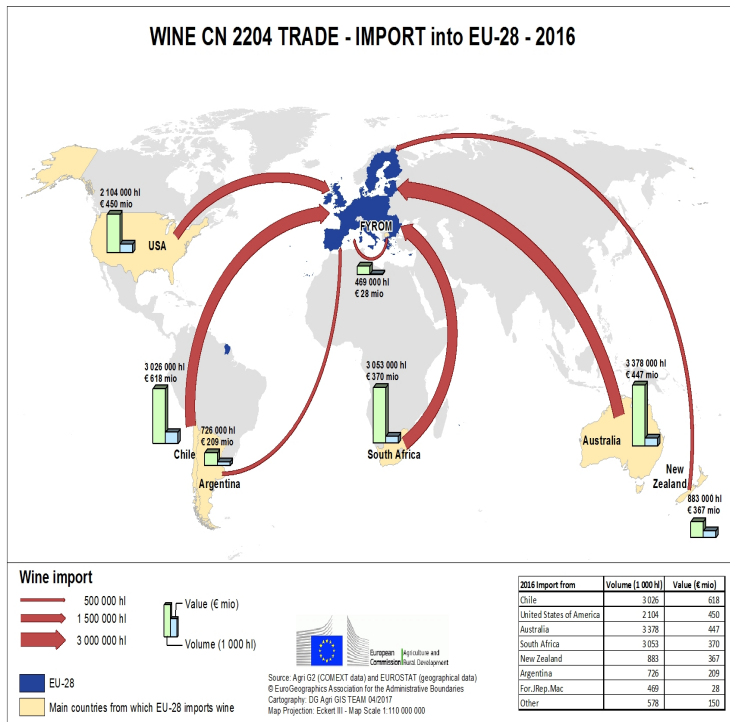 WINE CN 2204 TRADE - IMPORT into EU-28 - 2016
2 104 000 hl
€ 450 mio
USA
FYROM
469 000 hl
€ 28 mio
3 026 000 hl
€ 618 mio
3 053 000 hl
€ 370 mio
3 378 000 hl
€ 447 mio
726 000 hl
€ 209 mio
Chile
Argentina
South Africa
Australia
New
Zealand
883 000 hl
€ 367 mio
Wine import
500 000 hl
1 500 000 hl
3 000 000 hl
Value (€ mio)
Volume (1 000 hl)
EU-28
Main countries from which EU-28 imports wine
European
Commission
Agriculture and
Rural Development
Source: Agri G2 (COMEXT data) and EUROSTAT (geographical data)
© EuroGeographics Association for the Administrative Boundaries
Cartography: DG Agri GIS TEAM 04/2017
Map Projection: Eckert III - Map Scale 1:110 000 000
2016 Import from Volume (1 000 hl) Value (€ mio)
Chile 3 026 618
United States of America 2 104 450
Australia 3 378 447
South Africa 3 053 370
New Zealand 883 367
Argentina 726 209
For.JRep.Mac 469 28
Other 578 150